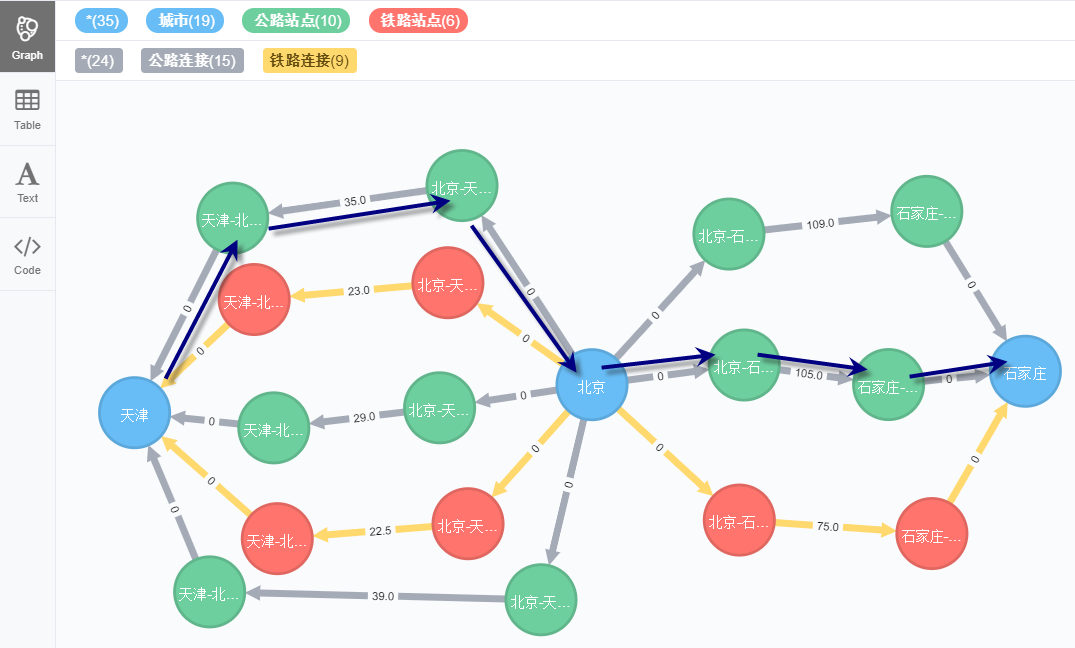 Graph
Table
Text
Code
*(35) 城市(19) 公路站点(10) 铁路站点(6)
*(24) 公路连接(15) 铁路连接(9)
北京-天...
35.0
天津-北...
0
0
北京-天...
23.0
天津-北...
0
0
北京-石...
109.0
石家庄-...
0
0
北京
0
北京-石...
105.0
石家庄-...
0
石家庄
天津
0
天津-北...
29.0
北京-天...
0
0
天津-北...
22.5
北京-天...
0
0
北京-石...
75.0
石家庄-...
0
0
天津-北...
39.0
北京-天...
0